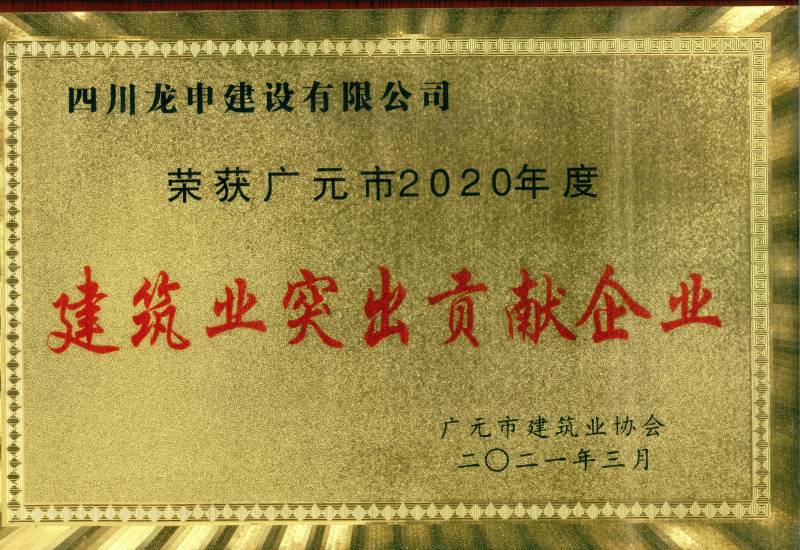 四川龙申建设有限公司
荣获广元市2020年度
建筑业突出贡献企业
广元市建筑业协会
二〇二一年三月